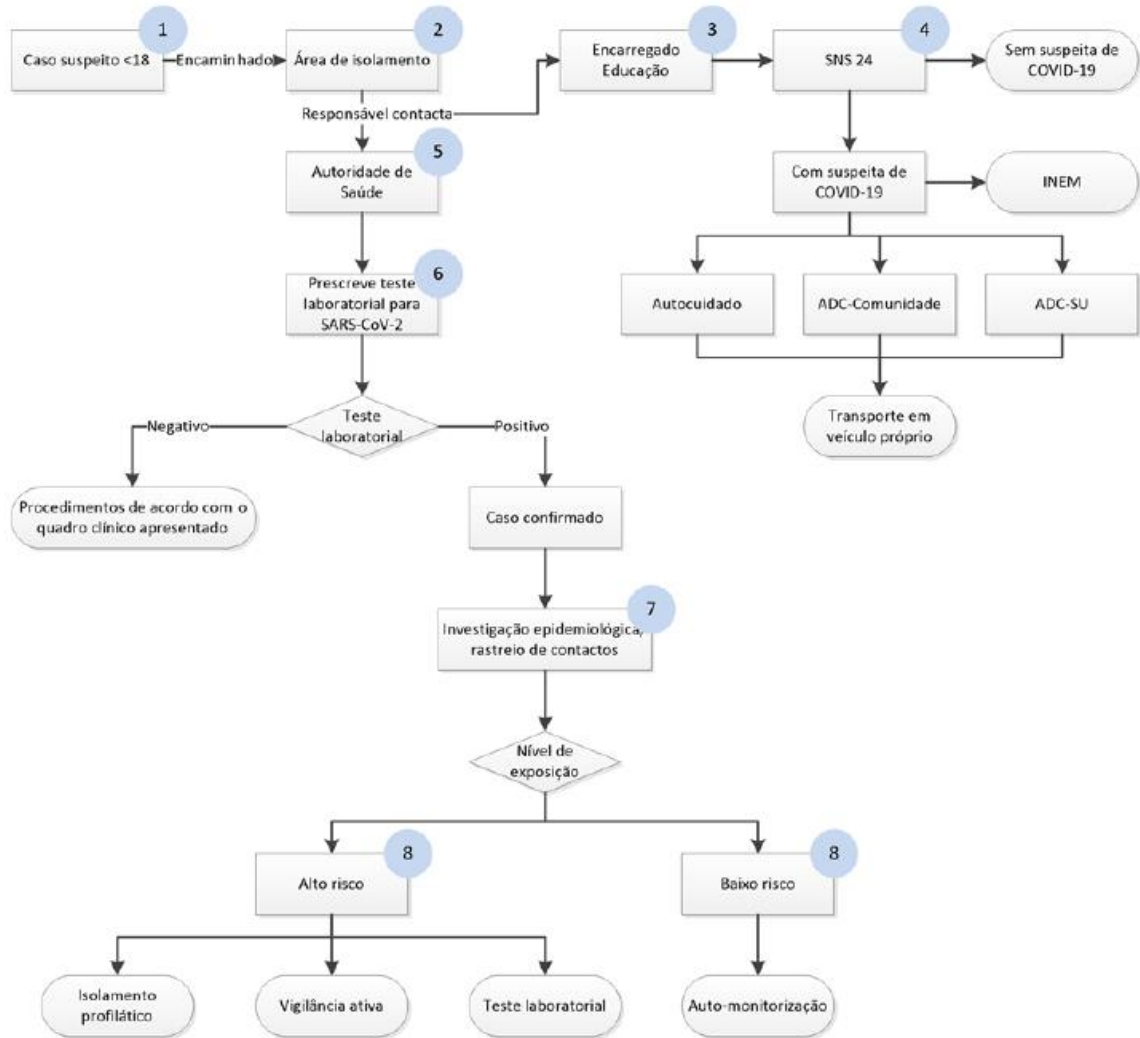 1
Caso suspeito <18
Encaminhado
2
Área de isolamento
3
Encarregado
Educação
4
SNS 24
Sem suspeita de
COVID-19
Responsável contacta
5
Autoridade de
Saúde
Com suspeita de
COVID-19
INEM
6
Prescreve teste
laboratorial para
SARS-CoV-2
Autocuidado
ADC-Comunidade
ADC-SU
Negativo
Teste
laboratorial
Positivo
Transporte em
veículo próprio
Procedimentos de acordo com o
quadro clínico apresentado
Caso confirmado
7
Investigação epidemiológica,
rastreio de contactos
Nível de
exposição
8
Alto risco
8
Baixo risco
Isolamento
profilático
Vigilância ativa
Teste laboratorial
Auto-monitorização